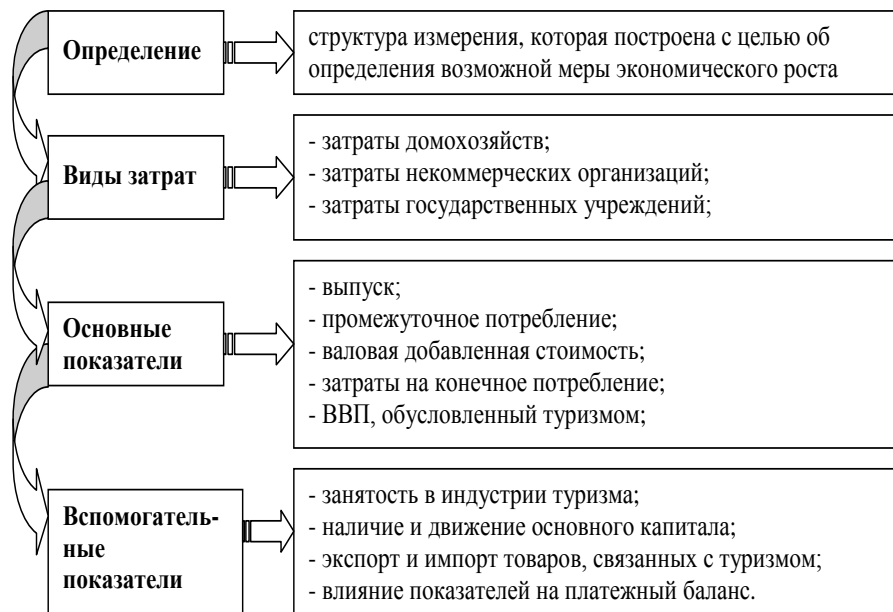 Определение
структура измерения, которая построена с целью об
определения возможной меры экономического роста
Виды затрат
- затраты домохозяйств;
- затраты некоммерческих организаций;
- затраты государственных учреждений;
Основные
показатели
- выпуск;
- промежуточное потребление;
- валовая добавленная стоимость;
- затраты на конечное потребление;
- ВВП, обусловленный туризмом;
Вспомогатель-
ные
показатели
- занятость в индустрии туризма;
- наличие и движение основного капитала;
- экспорт и импорт товаров, связанных с туризмом;
- влияние показателей на платежный баланс.